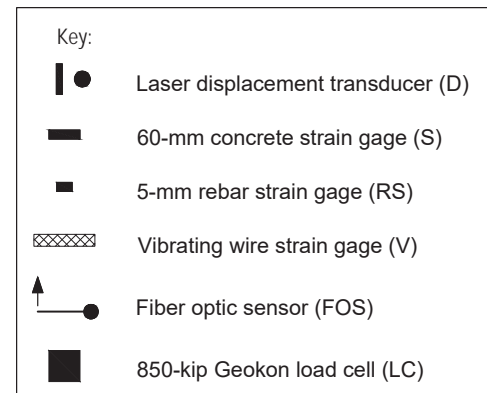 Key:
Laser displacement transducer (D)
60-mm concrete strain gage (S)
5-mm rebar strain gage (RS)
Vibrating wire strain gage (V)
Fiber optic sensor (FOS)
850-kip Geokon load cell (LC)